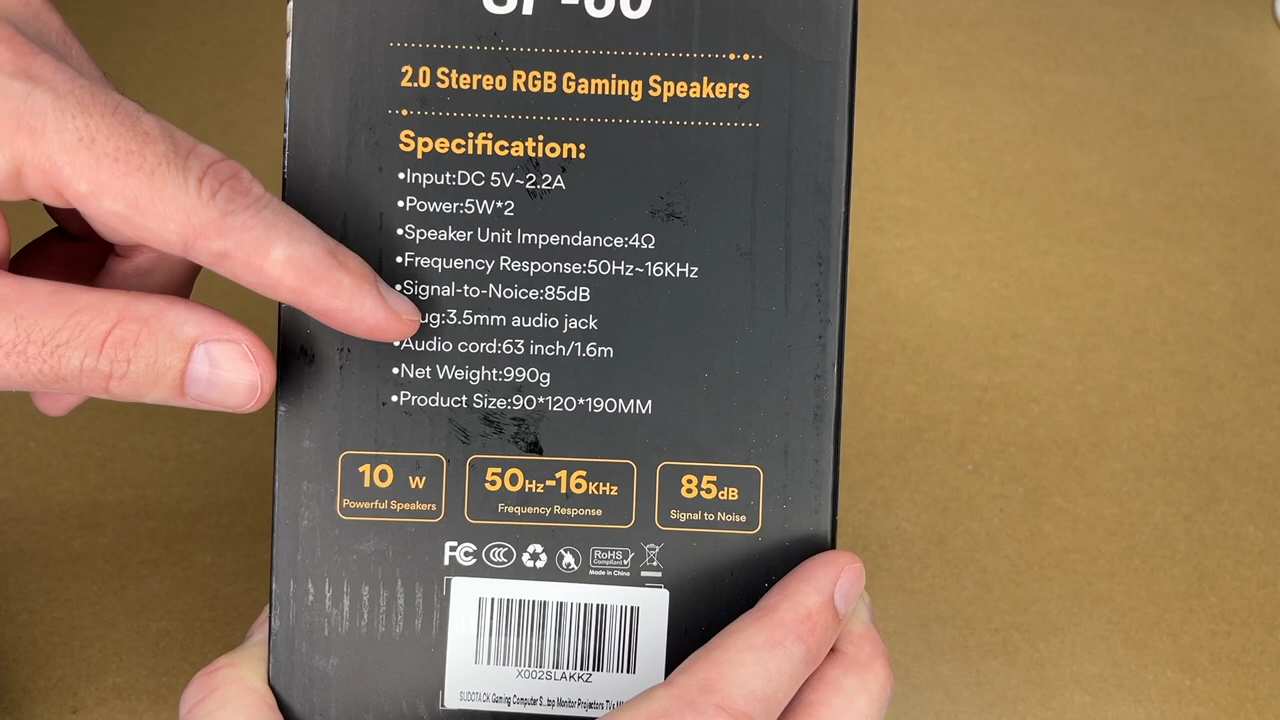 2.0 Stereo RGB Gaming Speakers
Specification:
•Input:DC 5V~2.2A
•Power:5W*2
•Speaker Unit Impendance:4Ω
•Frequency Response:50Hz~16KHz
•Signal-to-Noise:85dB
ug:3.5mm audio jack
•Audio cord:63 inch/1.6m
•Net Weight:990g
•Product Size:90*120*190MM
10 W
Powerful Speakers
50Hz-16KHz
Frequency Response
85dB
Signal to Noise
FC CCC RoHS
Compliant
Made in China
X002SLAKKZ
SUDOTACK Gaming Computer S...top Monitor Projectors TVs